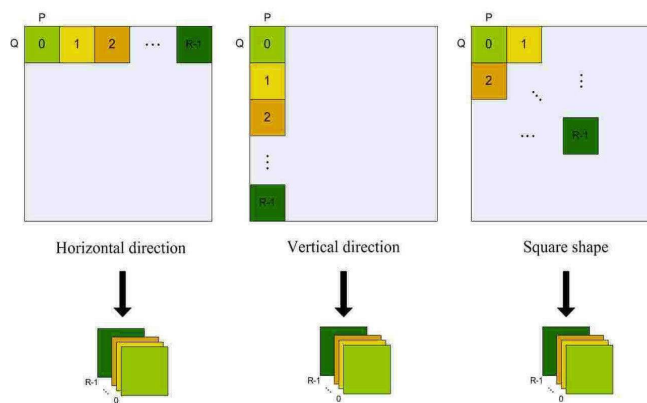 P
Q 0 1 2 ... R-1
Horizontal direction
R-1 ... 0
P
Q 0
1
2
⋮
R-1
Vertical direction
R-1 ... 0
P
Q 0 1
2 ⋱ ⋮
... R-1
Square shape
R-1 ... 0